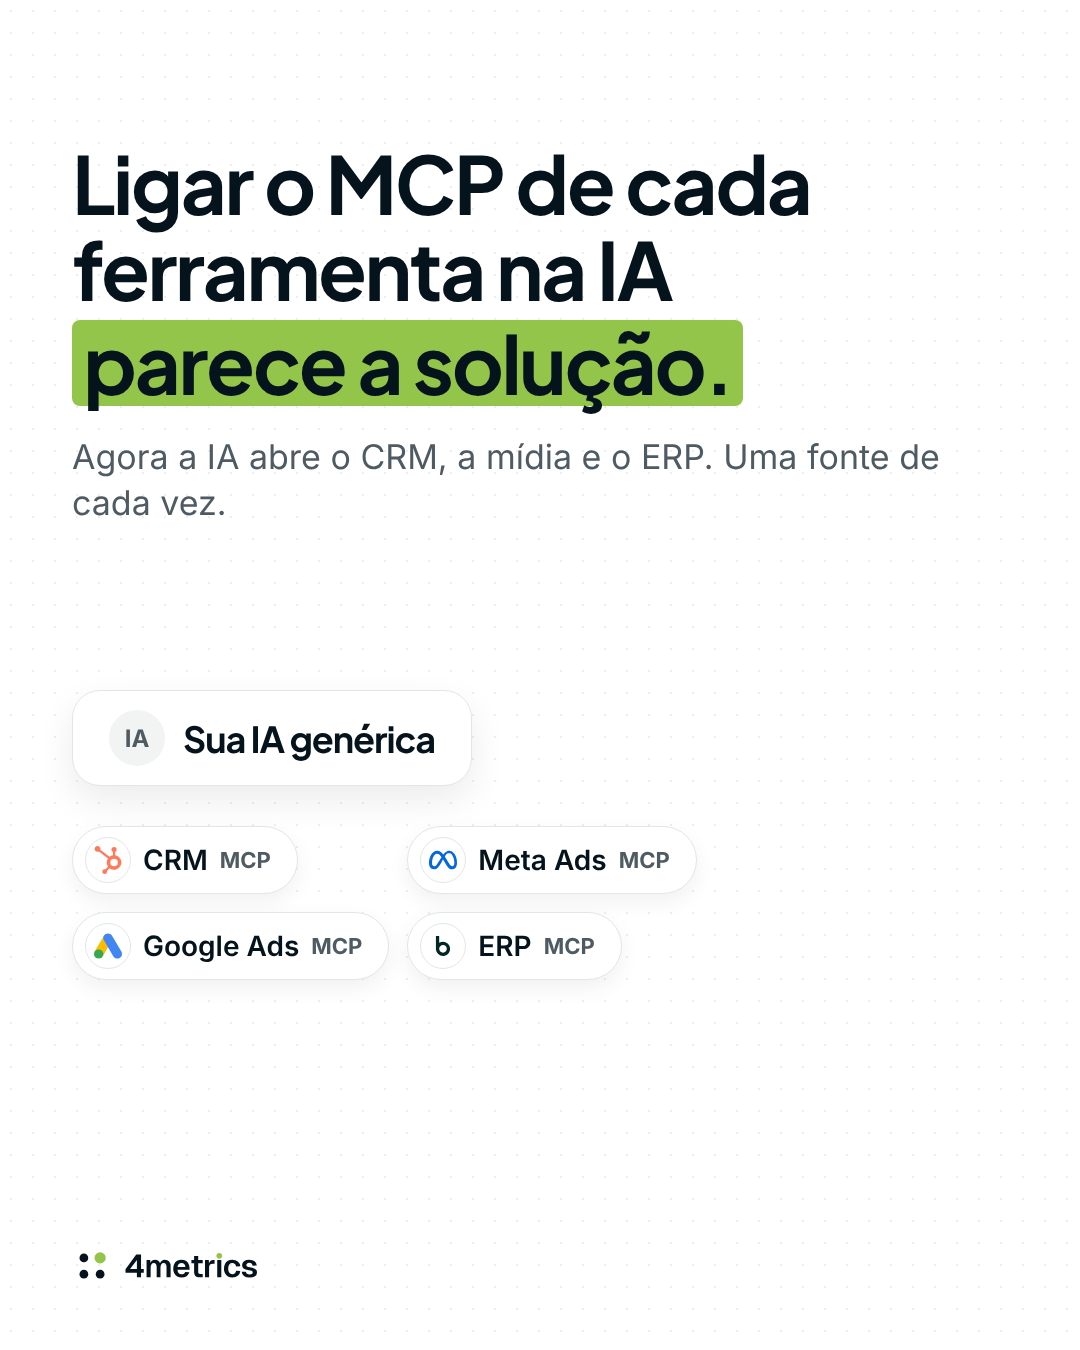 Ligar o MCP de cada
ferramenta na IA
parece a solução.
Agora a IA abre o CRM, a mídia e o ERP. Uma fonte de
cada vez.
IA Sua IA genérica
CRM MCP
Meta Ads MCP
Google Ads MCP
b ERP MCP
4metrics